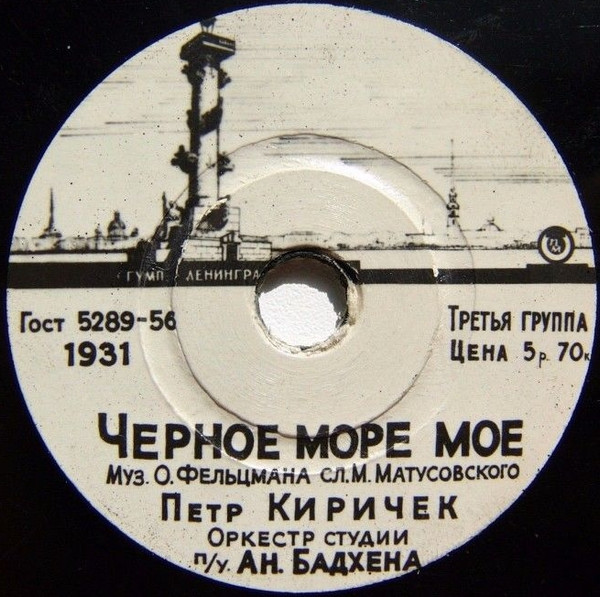 ГУМП ЛЕНИНГРА
ЛМ
Гост 5289-56
1931
Третья группа
Цена 5р. 70к
Черное море мое
Муз. О. Фельцмана сл. М. Матусовского
Петр Киричек
Оркестр студии
п/у. Ан. Бадхена